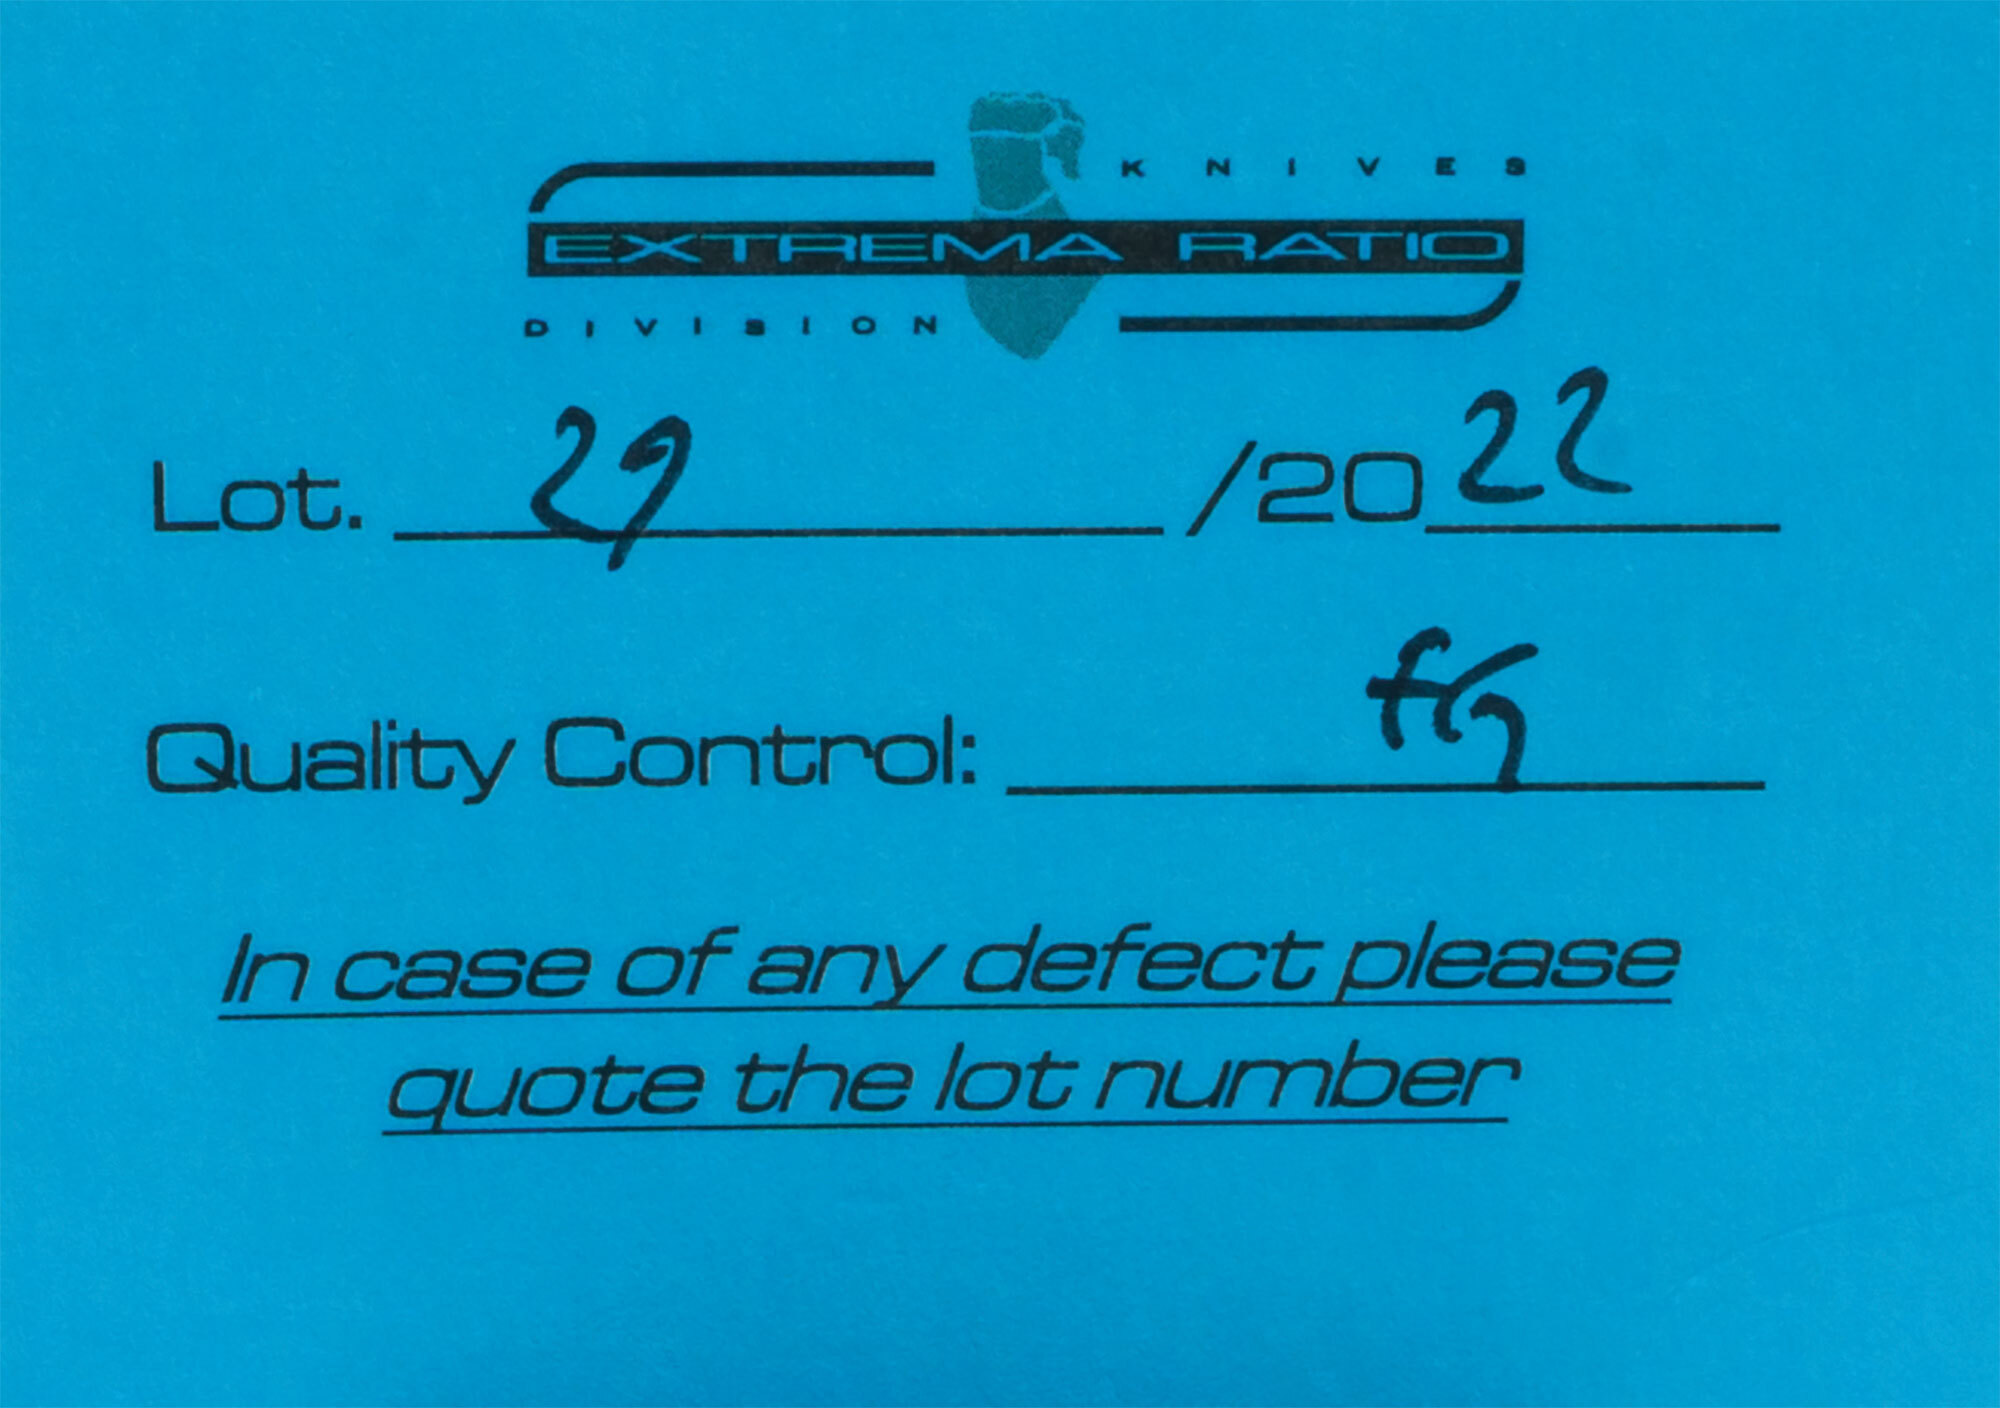 KNIVES
EXTREMA RATIO
DIVISION
Lot. 29 /2022
Quality Control:
In case of any defect please
quote the lot number